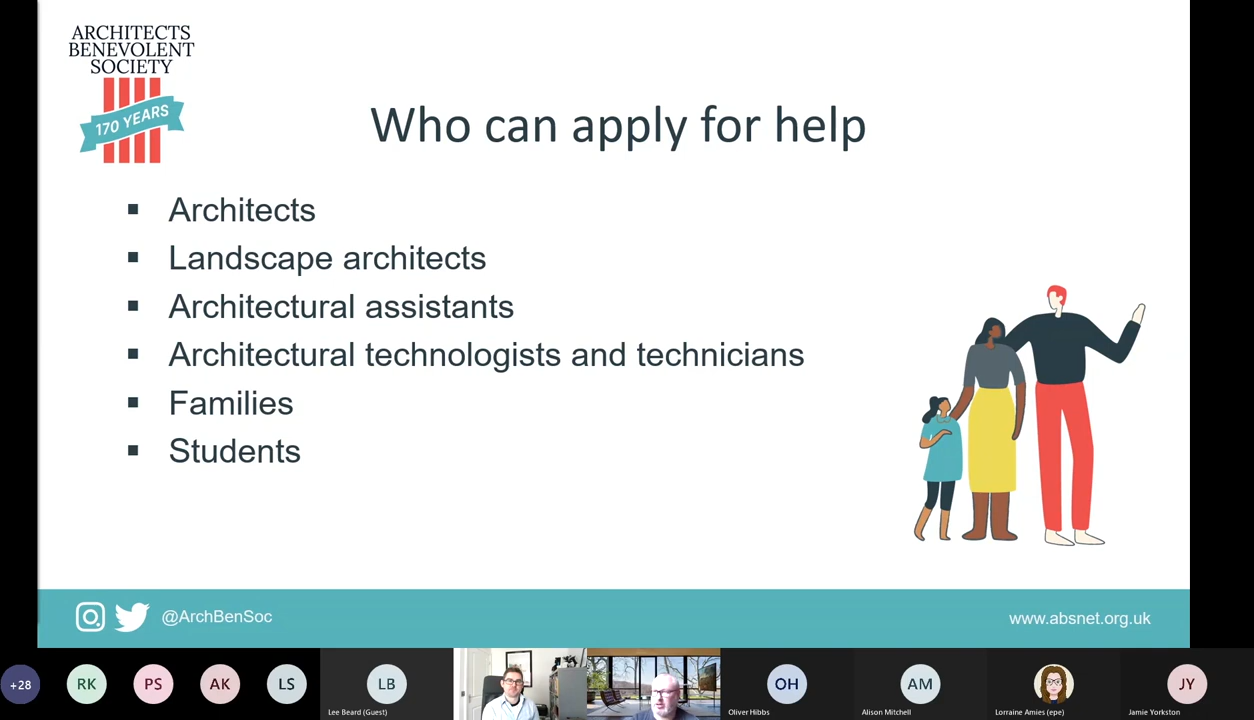 ARCHITECTS
BENEVOLENT
SOCIETY
170 YEARS
Who can apply for help
Architects
Landscape architects
Architectural assistants
Architectural technologists and technicians
Families
Students
@ArchBenSoc
www.absnet.org.uk
+28
RK
PS
AK
LS
LB
Lee Beard (Guest)
OH
Oliver Hibbs
AM
Alison Mitchell
Lorraine Amies (epe)
JY
Jamie Yorkston